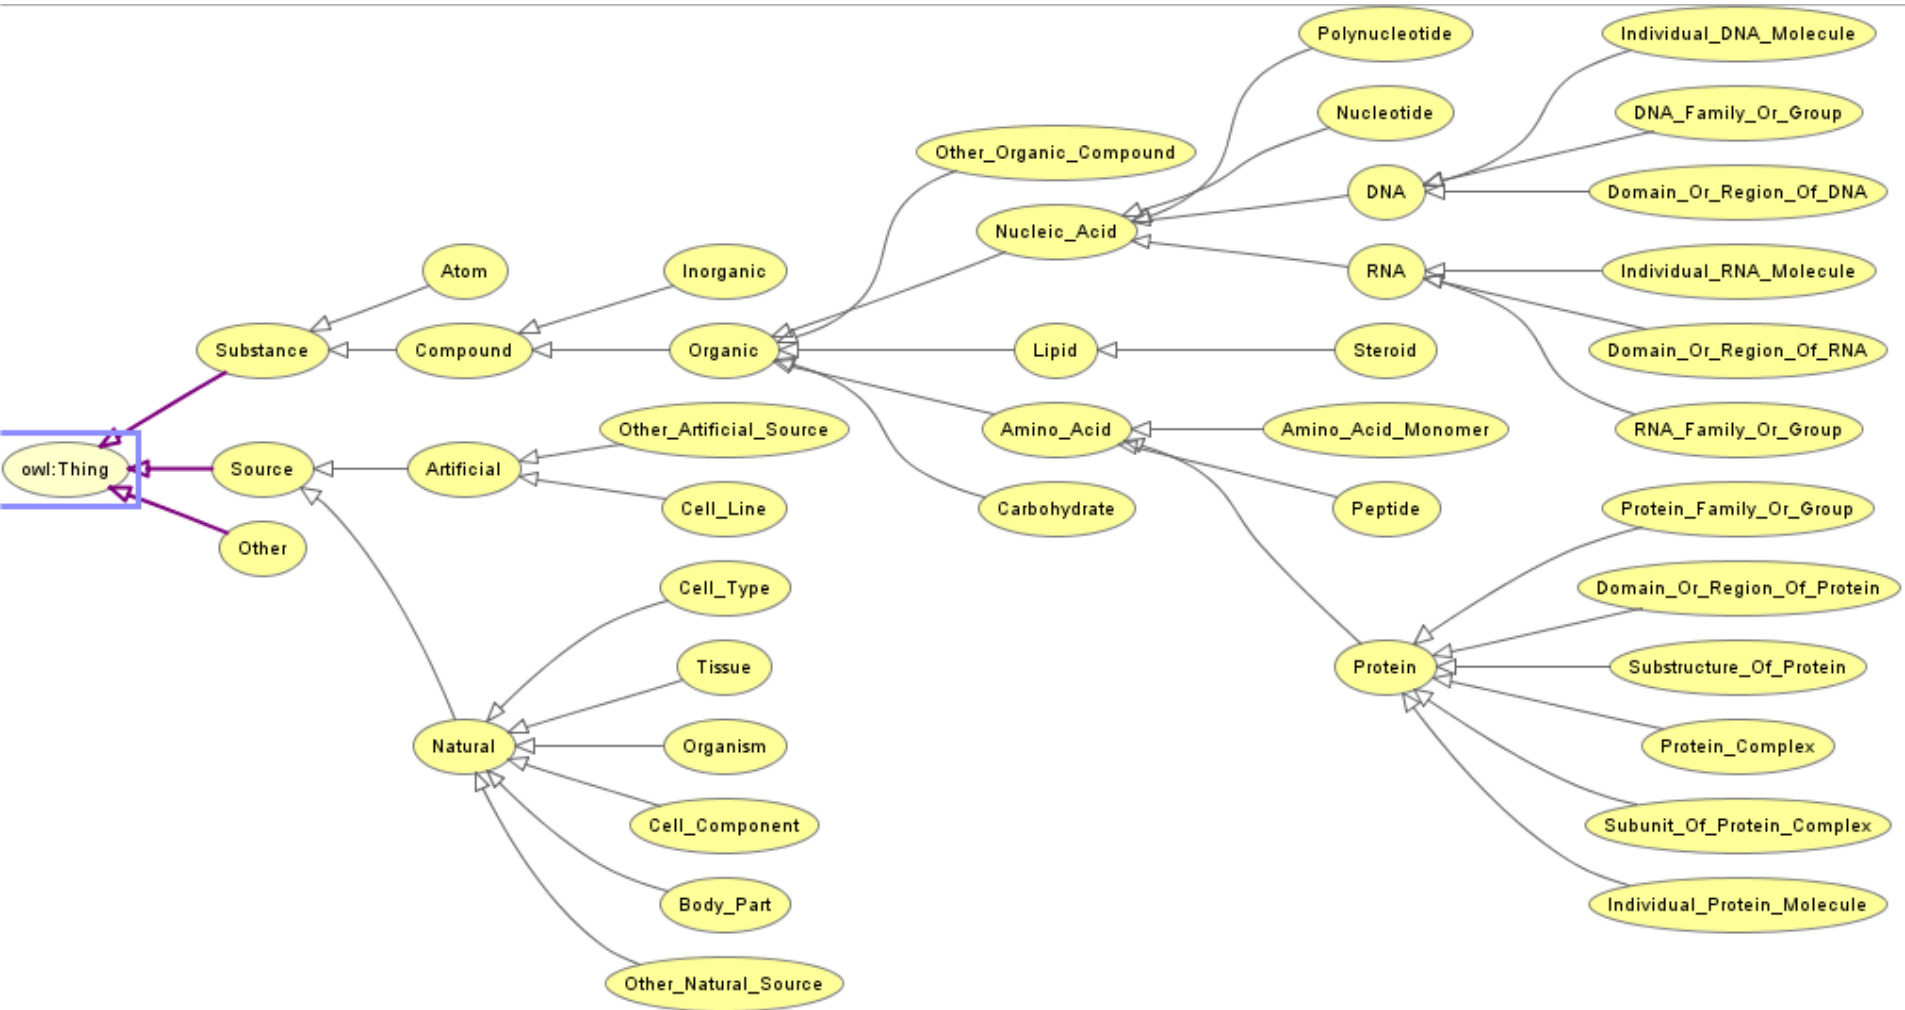 Polynucleotide
Individual_DNA_Molecule
Nucleotide
DNA_Family_Or_Group
Other_Organic_Compound
DNA
Domain_Or_Region_Of_DNA
Nucleic_Acid
Atom
Inorganic
RNA
Individual_RNA_Molecule
Substance
Compound
Organic
Lipid
Steroid
Domain_Or_Region_Of_RNA
Other_Artificial_Source
Amino_Acid
Amino_Acid_Monomer
RNA_Family_Or_Group
owl:Thing
Source
Artificial
Cell_Line
Carbohydrate
Peptide
Protein_Family_Or_Group
Other
Cell_Type
Domain_Or_Region_Of_Protein
Tissue
Protein
Substructure_Of_Protein
Natural
Organism
Protein_Complex
Cell_Component
Subunit_Of_Protein_Complex
Body_Part
Individual_Protein_Molecule
Other_Natural_Source